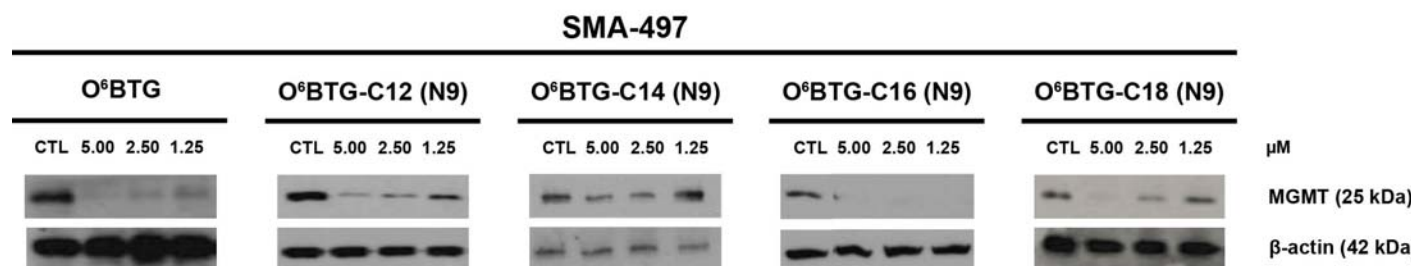 SMA-497
O⁶BTG O⁶BTG-C12 (N9) O⁶BTG-C14 (N9) O⁶BTG-C16 (N9) O⁶BTG-C18 (N9)
CTL 5.00 2.50 1.25 CTL 5.00 2.50 1.25 CTL 5.00 2.50 1.25 CTL 5.00 2.50 1.25 CTL 5.00 2.50 1.25 µM
MGMT (25 kDa)
β-actin (42 kDa